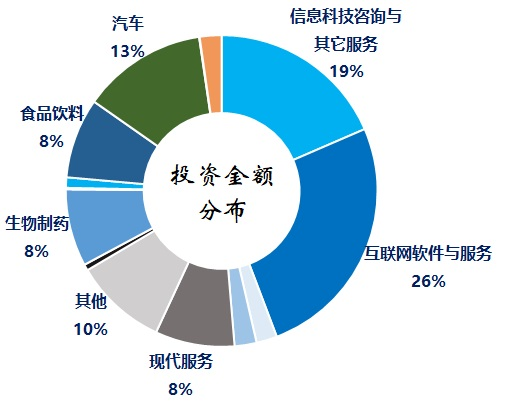 信息科技咨询与
其它服务
19%
互联网软件与服务
26%
现代服务
8%
其他
10%
生物制药
8%
食品饮料
8%
汽车
13%
投资金额
分布